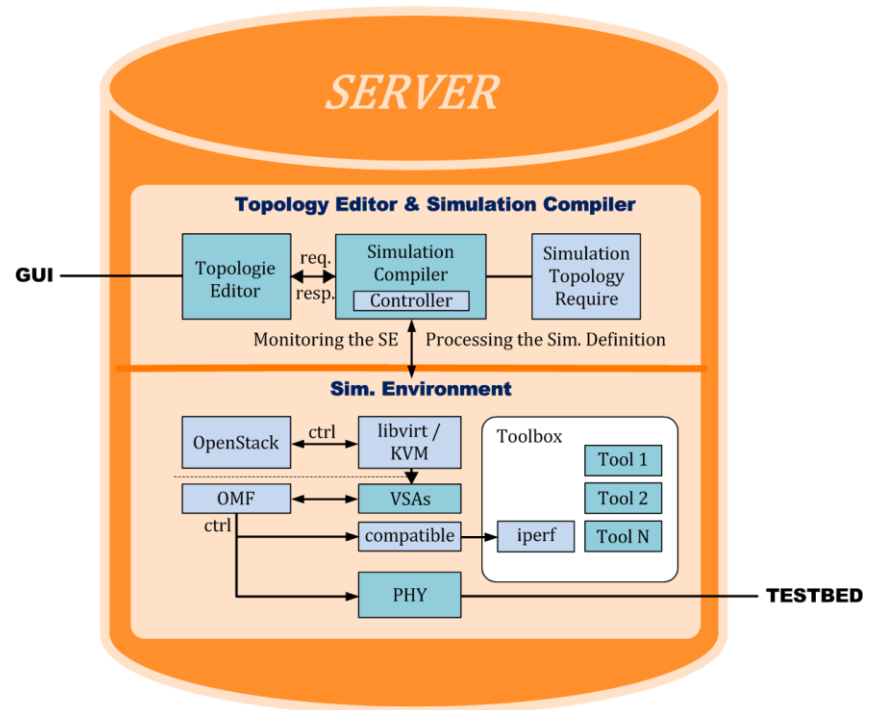 SERVER
Topology Editor & Simulation Compiler
GUI
Topologie
Editor
req.
resp.
Simulation
Compiler
Controller
Simulation
Topology
Require
Monitoring the SE
Processing the Sim. Definition
Sim. Environment
OpenStack
ctrl
libvirt /
KVM
Toolbox
Tool 1
Tool 2
Tool N
OMF
VSAs
ctrl
compatible
iperf
PHY
TESTBED